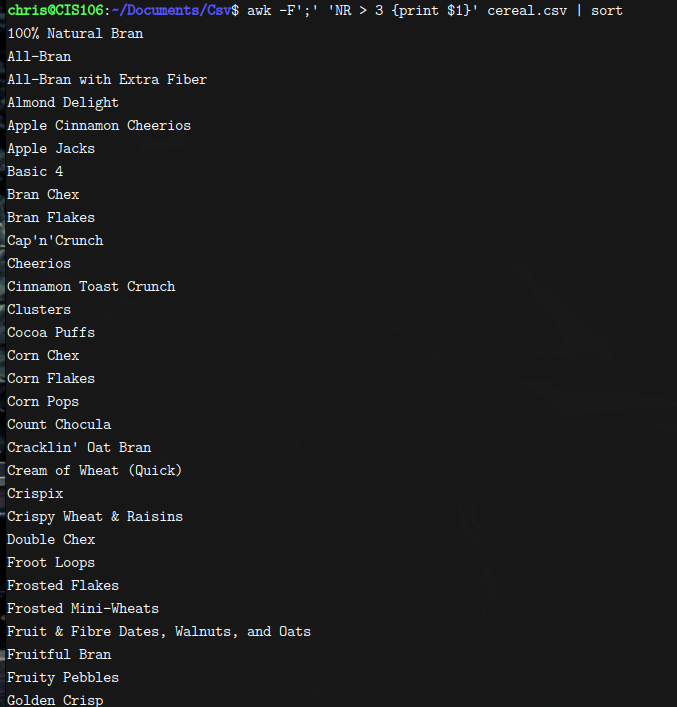 chris@CIS106:~/Documents/Csv$ awk -F';' 'NR > 3 {print $1}' cereal.csv | sort
100% Natural Bran
All-Bran
All-Bran with Extra Fiber
Almond Delight
Apple Cinnamon Cheerios
Apple Jacks
Basic 4
Bran Chex
Bran Flakes
Cap'n'Crunch
Cheerios
Cinnamon Toast Crunch
Clusters
Cocoa Puffs
Corn Chex
Corn Flakes
Corn Pops
Count Chocula
Cracklin' Oat Bran
Cream of Wheat (Quick)
Crispix
Crispy Wheat & Raisins
Double Chex
Froot Loops
Frosted Flakes
Frosted Mini-Wheats
Fruit & Fibre Dates, Walnuts, and Oats
Fruitful Bran
Fruity Pebbles
Golden Crisp